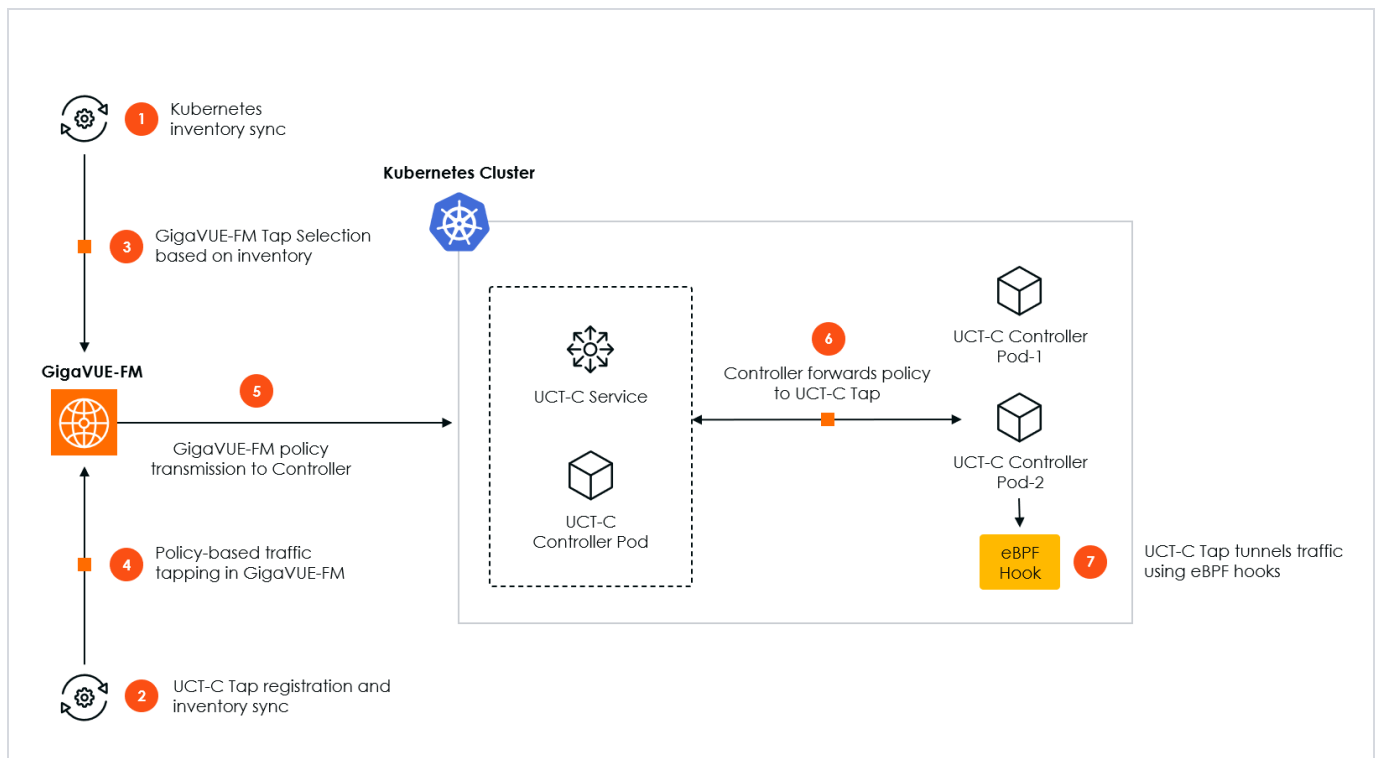 1
Kubernetes
inventory sync
Kubernetes Cluster
3
GigaVUE-FM Tap Selection
based on inventory
GigaVUE-FM
5
GigaVUE-FM policy
transmission to Controller
UCT-C Service
UCT-C
Controller Pod
6
Controller forwards policy
to UCT-C Tap
UCT-C Controller
Pod-1
UCT-C Controller
Pod-2
eBPF
Hook
7
UCT-C Tap tunnels traffic
using eBPF hooks
4
Policy-based traffic
tapping in GigaVUE-FM
2
UCT-C Tap registration and
inventory sync